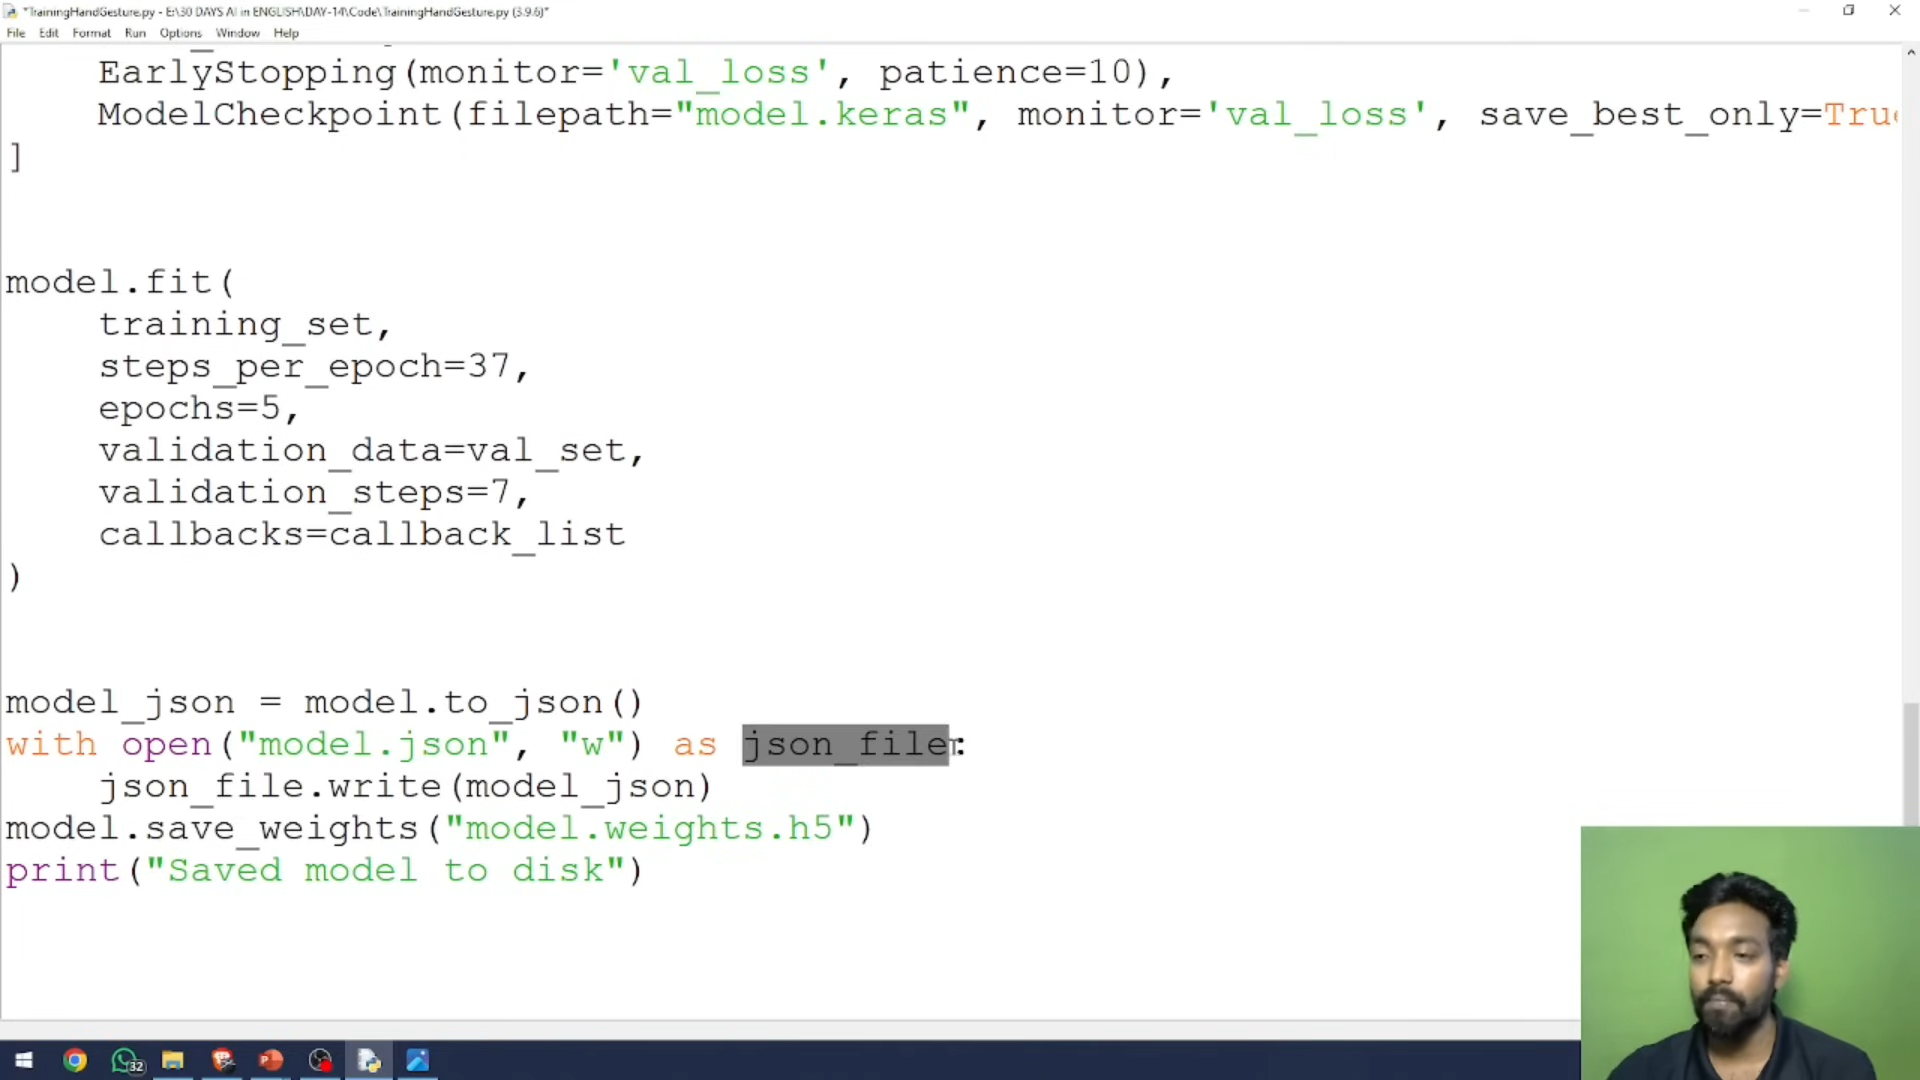 *TrainingHandGesture.py - E:\30 DAYS AI in ENGLISH\DAY-14\Code\TrainingHandGesture.py (3.9.6)*
File Edit Format Run Options Window Help
EarlyStopping(monitor='val_loss', patience=10),
ModelCheckpoint(filepath="model.keras", monitor='val_loss', save_best_only=True
]
model.fit(
training_set,
steps_per_epoch=37,
epochs=5,
validation_data=val_set,
validation_steps=7,
callbacks=callback_list
)
model_json = model.to_json()
with open("model.json", "w") as json_file:
json_file.write(model_json)
model.save_weights("model.weights.h5")
print("Saved model to disk")
32